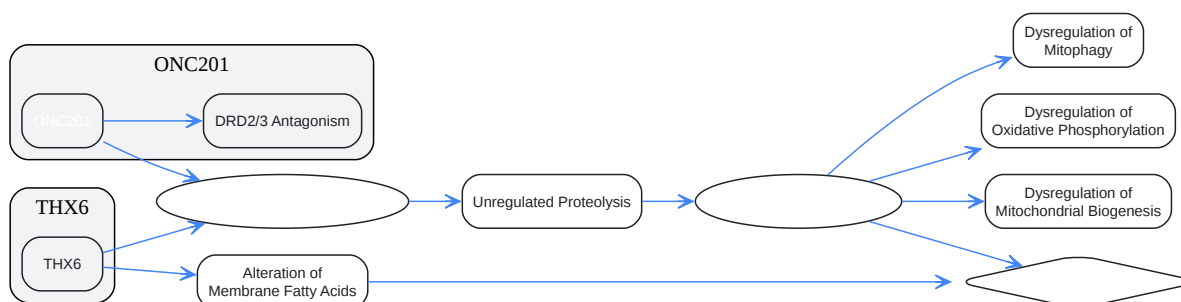 Dysregulation of
Mitophagy
ONC201
ONC201
DRD2/3 Antagonism
Dysregulation of
Oxidative Phosphorylation
THX6
Unregulated Proteolysis
Dysregulation of
Mitochondrial Biogenesis
THX6
Alteration of
Membrane Fatty Acids